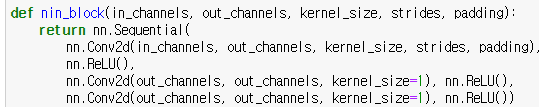 def nin_block(in_channels, out_channels, kernel_size, strides, padding):
    return nn.Sequential(
        nn.Conv2d(in_channels, out_channels, kernel_size, strides, padding),
        nn.ReLU(),
        nn.Conv2d(out_channels, out_channels, kernel_size=1), nn.ReLU(),
        nn.Conv2d(out_channels, out_channels, kernel_size=1), nn.ReLU())